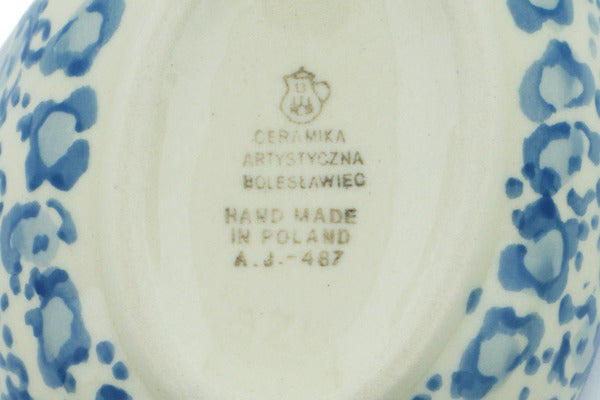 CERAMIKA
ARTYSTYCZNA
BOLESŁAWIEC
HAND MADE
IN POLAND
A.J.-487